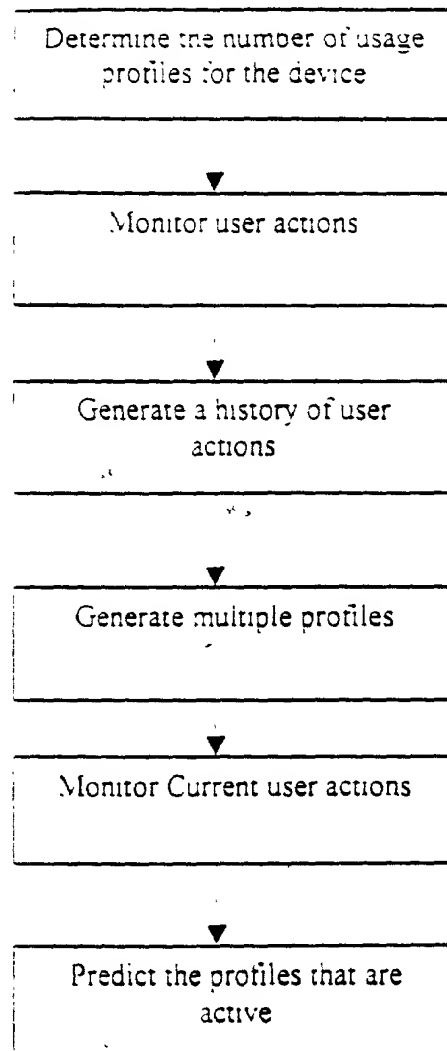 Determine the number of usage
profiles for the device
Monitor user actions
Generate a history of user
actions
Generate multiple profiles
Monitor Current user actions
Predict the profiles that are
active